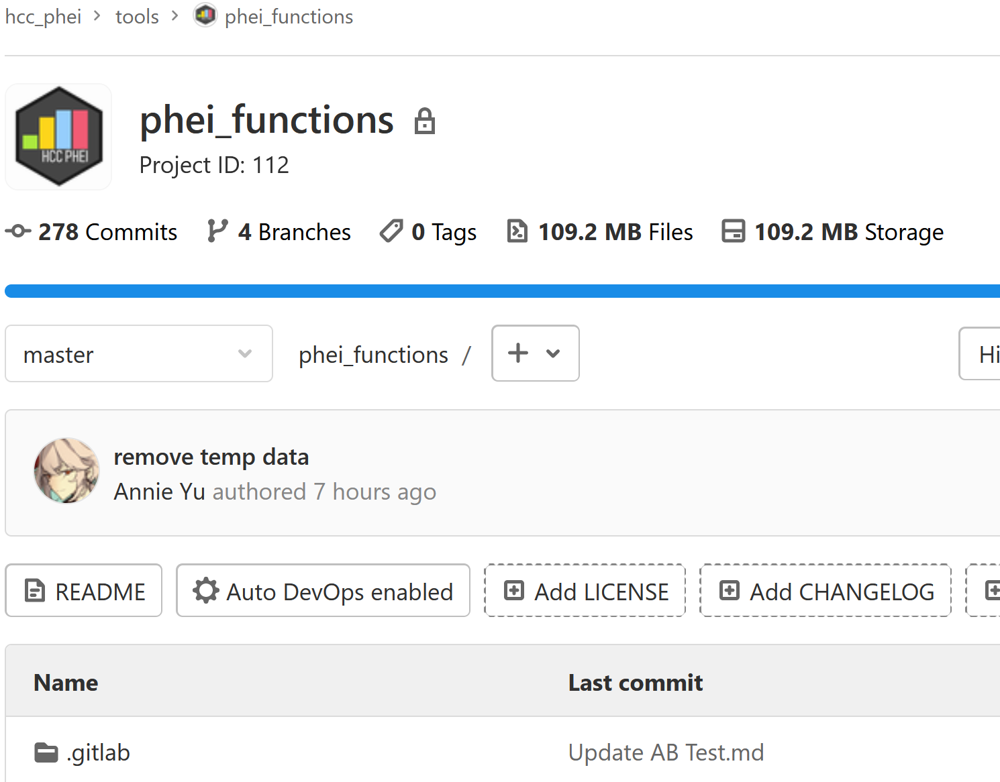 hcc_phei > tools > phei_functions
HCC PHEI
phei_functions
Project ID: 112
278 Commits 4 Branches 0 Tags 109.2 MB Files 109.2 MB Storage
master phei_functions / + Hi
remove temp data
Annie Yu authored 7 hours ago
README Auto DevOps enabled Add LICENSE Add CHANGELOG
Name Last commit
.gitlab Update AB Test.md